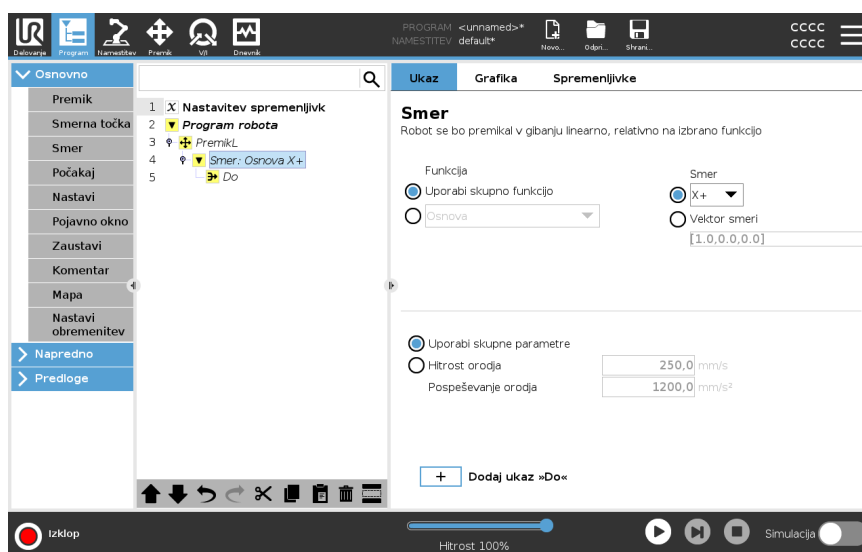 UR
Delovanje
Program
Namestitev
Premik
V/I
Dnevnik
PROGRAM <unnamed>*
NAMESTITEV default*
Novo...
Odpri...
Shrani...
CCCC
CCCC
Osnovno
Premik
Smerna točka
Smer
Počakaj
Nastavi
Pojavno okno
Zaustavi
Komentar
Mapa
Nastavi
obremenitev
Napredno
Predloge
1 X Nastavitev spremenljivk
2 Program robota
3 PremikL
4 Smer: Osnova X+
5 Do
Ukaz
Grafika
Spremenljivke
Smer
Robot se bo premikal v gibanju linearno, relativno na izbrano funkcijo
Funkcija
Uporabi skupno funkcijo
Osnova
Smer
X+
Vektor smeri
[1.0,0.0,0.0]
Uporabi skupne parametre
Hitrost orodja 250,0 mm/s
Pospeševanje orodja 1200,0 mm/s²
+ Dodaj ukaz »Do«
Izklop
Hitrost 100%
Simulacija